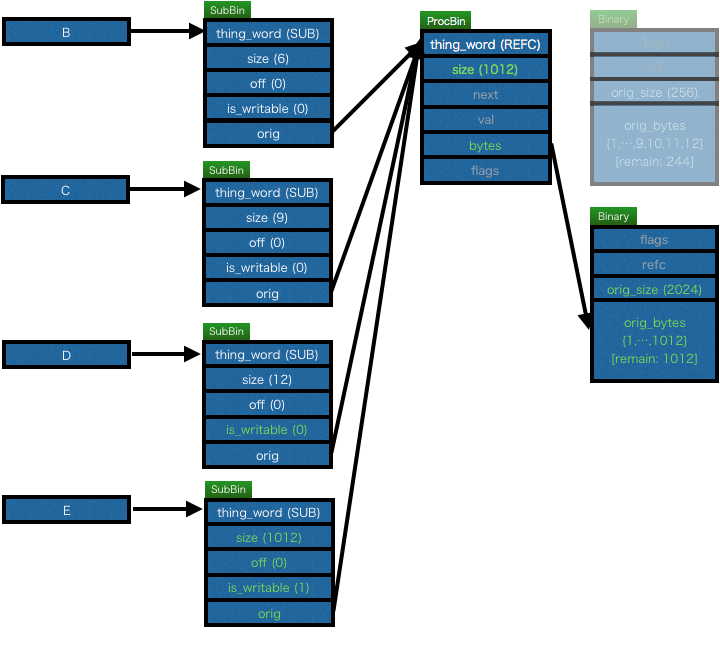 B
SubBin
thing_word (SUB)
size (6)
off (0)
is_writable (0)
orig
C
SubBin
thing_word (SUB)
size (9)
off (0)
is_writable (0)
orig
D
SubBin
thing_word (SUB)
size (12)
off (0)
is_writable (0)
orig
E
SubBin
thing_word (SUB)
size (1012)
off (0)
is_writable (1)
orig
ProcBin
thing_word (REFC)
size (1012)
next
val
bytes
flags
Binary
orig_size (256)
orig_bytes
{1,…,9,10,11,12}
[remain: 244]
Binary
flags
refc
orig_size (2024)
orig_bytes
{1,…,1012)
[remain: 1012]